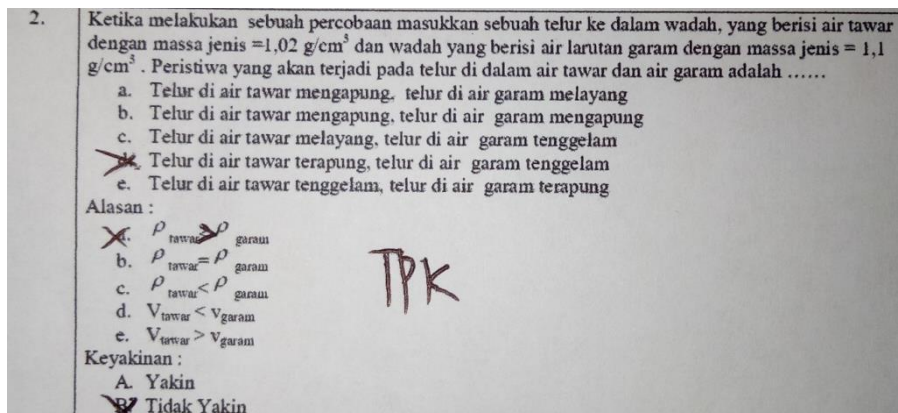 2. Ketika melakukan sebuah percobaan masukkan sebuah telur ke dalam wadah, yang berisi air tawar
dengan massa jenis =1,02 g/cm³ dan wadah yang berisi air larutan garam dengan massa jenis = 1,1
g/cm³ . Peristiwa yang akan terjadi pada telur di dalam air tawar dan air garam adalah ......
a. Telur di air tawar mengapung, telur di air garam melayang
b. Telur di air tawar mengapung, telur di air garam mengapung
c. Telur di air tawar melayang, telur di air garam tenggelam
d. Telur di air tawar terapung, telur di air garam tenggelam
e. Telur di air tawar tenggelam, telur di air garam terapung
Alasan :
a. ρ tawar > ρ garam
b. ρ tawar = ρ garam
c. ρ tawar < ρ garam
TPK
d. Vtawar < Vgaram
e. Vtawar > Vgaram
Keyakinan :
A. Yakin
B. Tidak Yakin